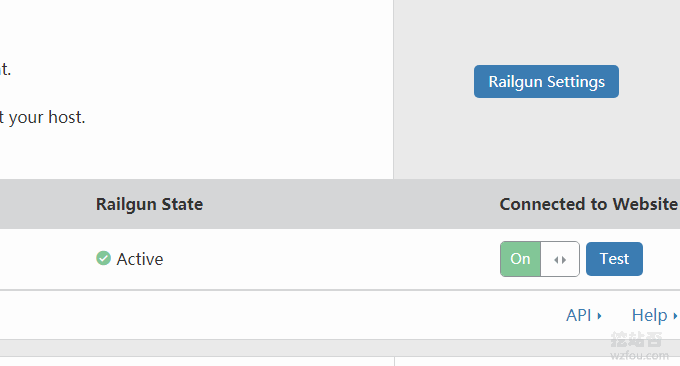 t.
Railgun Settings
t your host.
Railgun State
Connected to Website
Active
On
Test
API
Help
挖站否
wzfou.com